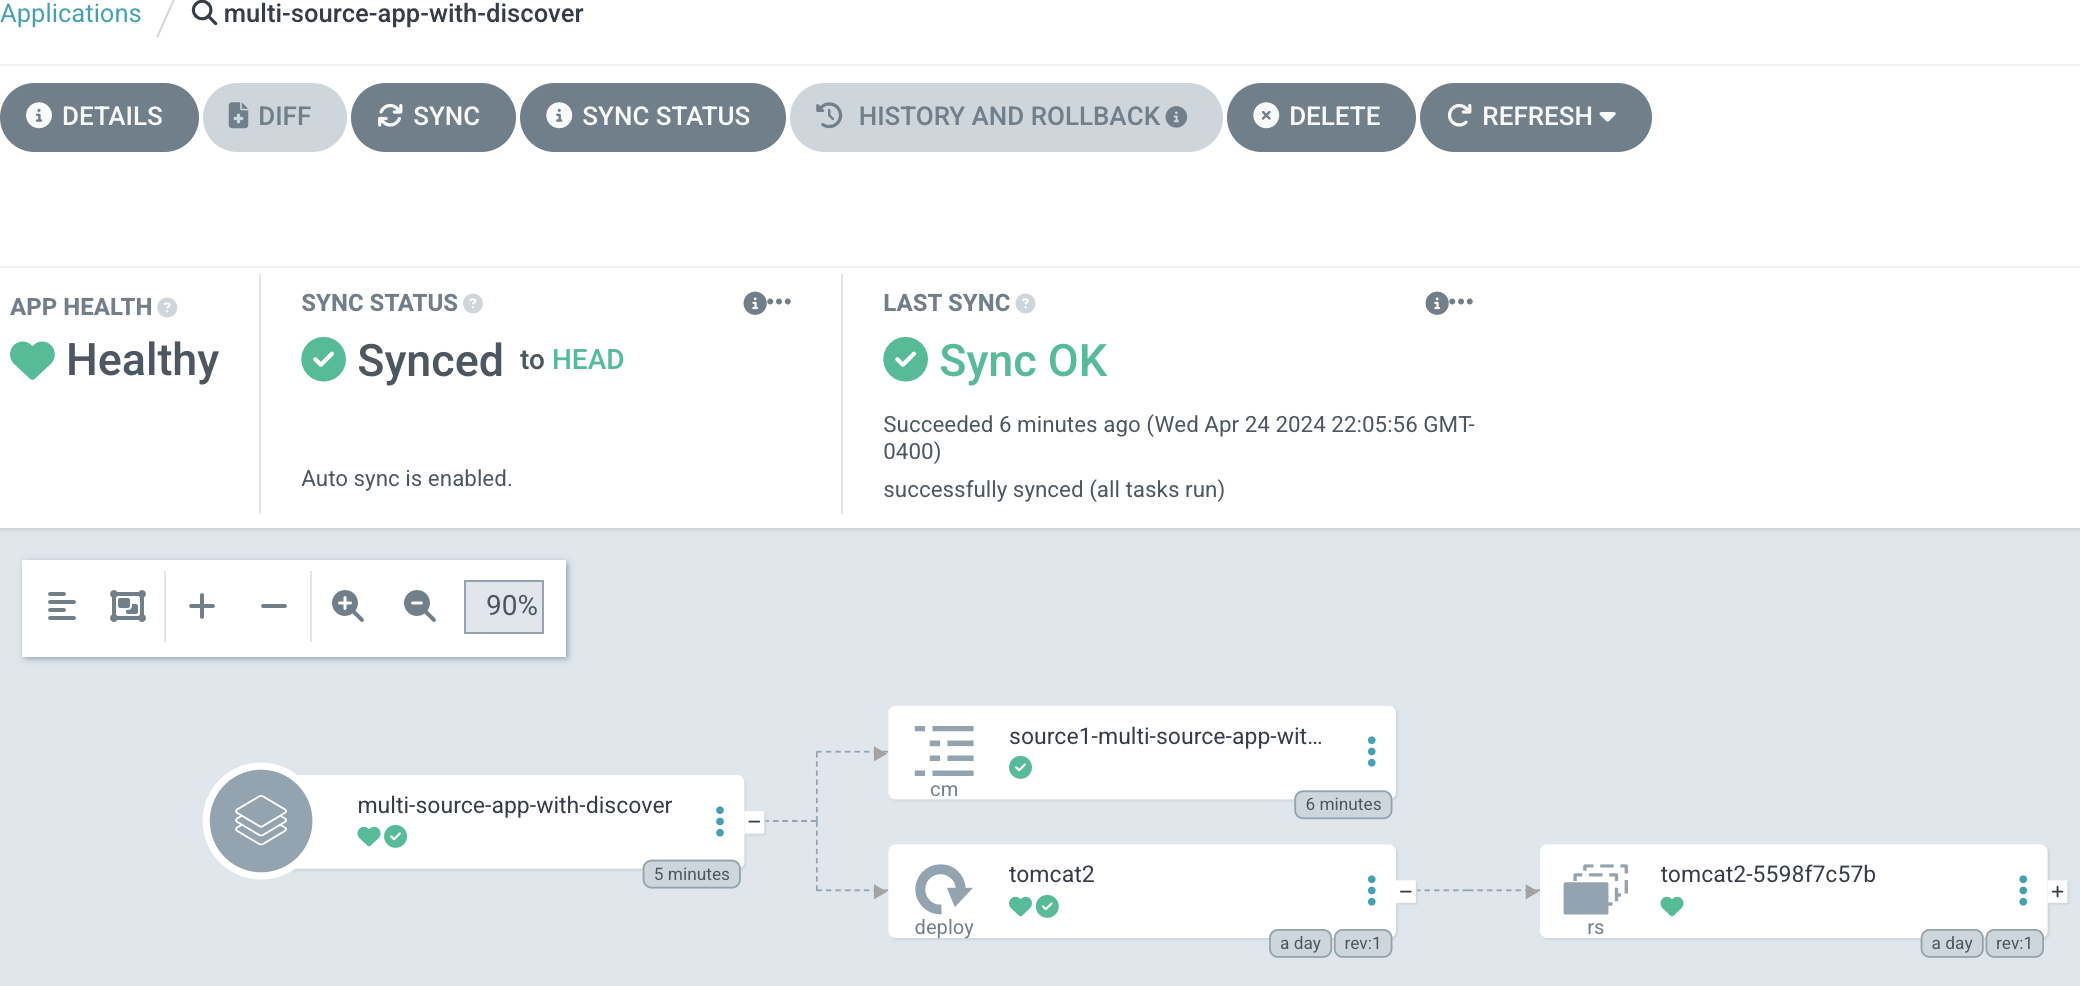 Applications
multi-source-app-with-discover
DETAILS
DIFF
SYNC
SYNC STATUS
HISTORY AND ROLLBACK
DELETE
REFRESH
APP HEALTH
Healthy
SYNC STATUS
Synced to HEAD
Auto sync is enabled.
LAST SYNC
Sync OK
Succeeded 6 minutes ago (Wed Apr 24 2024 22:05:56 GMT-
0400)
successfully synced (all tasks run)
90%
multi-source-app-with-discover
5 minutes
source1-multi-source-app-wit...
cm
6 minutes
tomcat2
deploy
a day
rev:1
tomcat2-5598f7c57b
rs
a day
rev:1